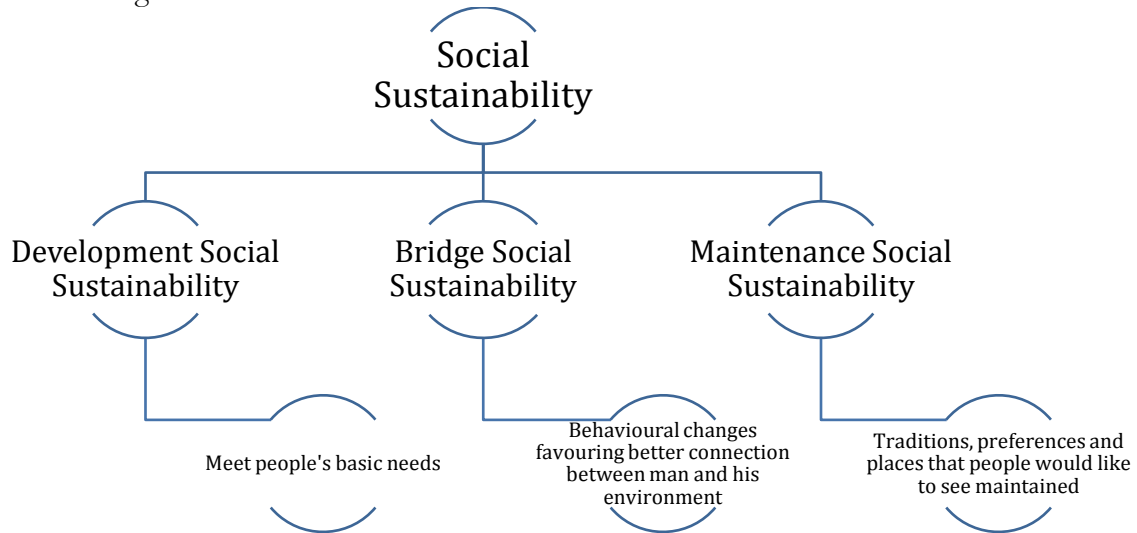 Social
Sustainability
Development Social
Sustainability
Bridge Social
Sustainability
Maintenance Social
Sustainability
Meet people's basic needs
Behavioural changes
favouring better connection
between man and his
environment
Traditions, preferences and
places that people would like
to see maintained